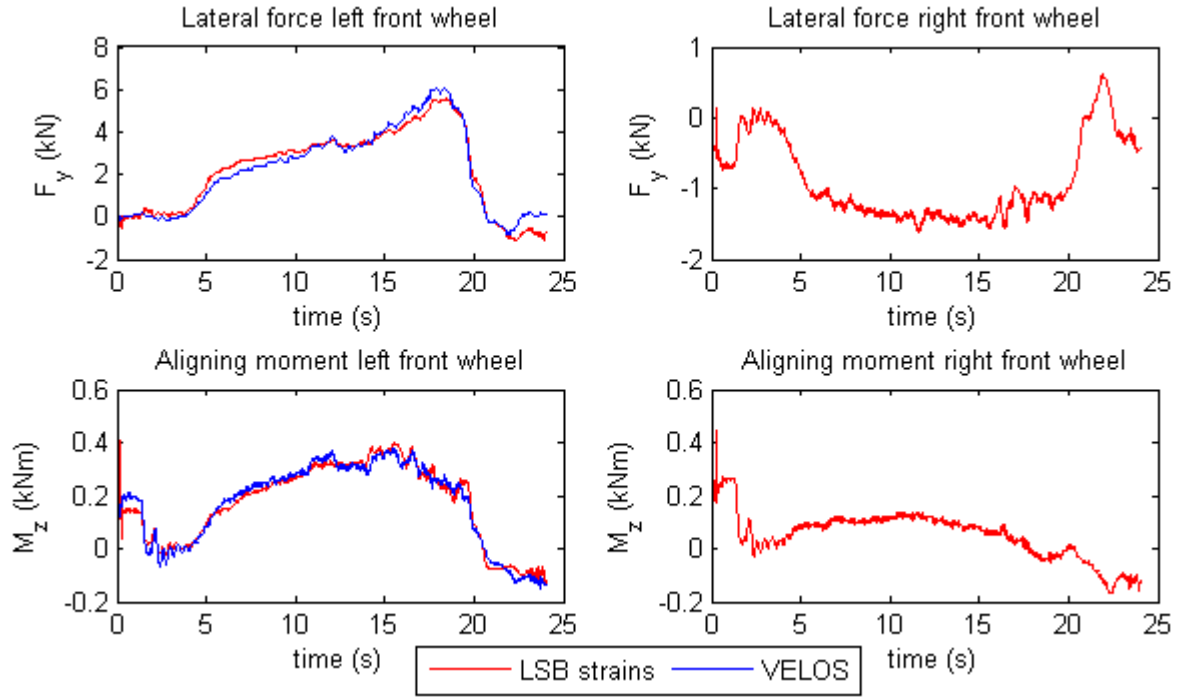 Lateral force left front wheel
8
6
4
2
0
-2
F_y (kN)
0 5 10 15 20 25
time (s)
Lateral force right front wheel
1
0
-1
-2
F_y (kN)
0 5 10 15 20 25
time (s)
Aligning moment left front wheel
0.6
0.4
0.2
0
-0.2
M_z (kNm)
0 5 10 15 20 25
time (s)
Aligning moment right front wheel
0.6
0.4
0.2
0
-0.2
M_z (kNm)
0 5 10 15 20 25
time (s)
LSB strains VELOS